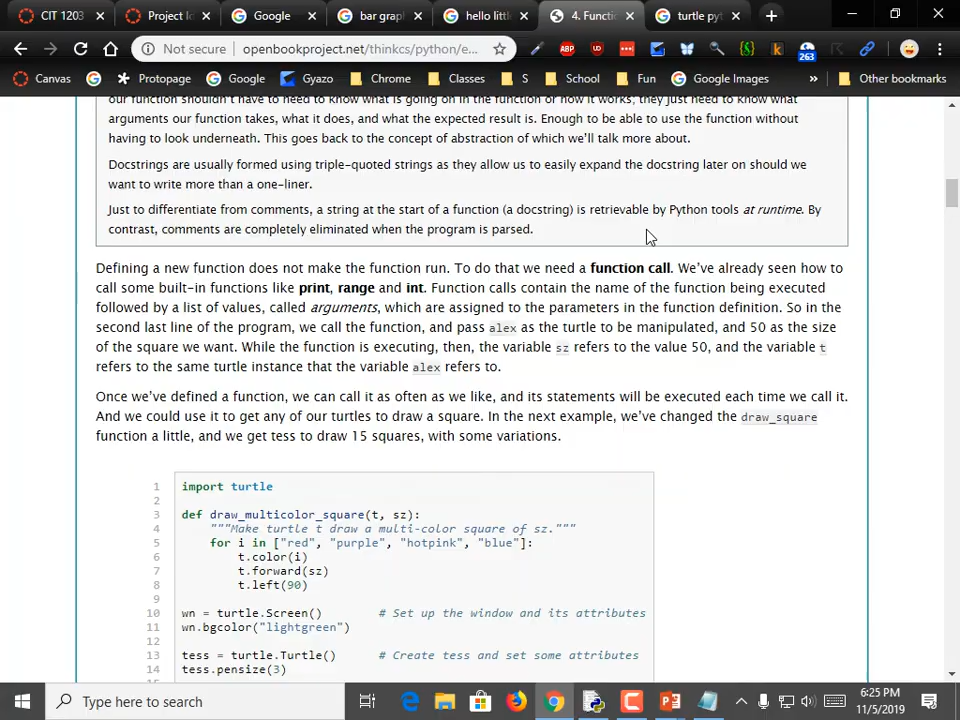 CIT 1203
Project I
Google
bar grap
hello little
4. Functi
turtle pyt
Not secure
openbookproject.net/thinkcs/python/e...
ABP
263
Canvas
Protopage
Google
Gyazo
Chrome
Classes
S
School
Fun
Google Images
»
Other bookmarks
our function shouldn't have to need to know what is going on in the function or how it works; they just need to know what
arguments our function takes, what it does, and what the expected result is. Enough to be able to use the function without
having to look underneath. This goes back to the concept of abstraction of which we'll talk more about.
Docstrings are usually formed using triple-quoted strings as they allow us to easily expand the docstring later on should we
want to write more than a one-liner.
Just to differentiate from comments, a string at the start of a function (a docstring) is retrievable by Python tools at runtime. By
contrast, comments are completely eliminated when the program is parsed.
Defining a new function does not make the function run. To do that we need a function call. We've already seen how to
call some built-in functions like print, range and int. Function calls contain the name of the function being executed
followed by a list of values, called arguments, which are assigned to the parameters in the function definition. So in the
second last line of the program, we call the function, and pass alex as the turtle to be manipulated, and 50 as the size
of the square we want. While the function is executing, then, the variable sz refers to the value 50, and the variable t
refers to the same turtle instance that the variable alex refers to.
Once we've defined a function, we can call it as often as we like, and its statements will be executed each time we call it.
And we could use it to get any of our turtles to draw a square. In the next example, we've changed the draw_square
function a little, and we get tess to draw 15 squares, with some variations.
1 import turtle
2
3 def draw_multicolor_square(t, sz):
4 """Make turtle t draw a multi-color square of sz."""
5 for i in ["red", "purple", "hotpink", "blue"]:
6 t.color(i)
7 t.forward(sz)
8 t.left(90)
9
10 wn = turtle.Screen() # Set up the window and its attributes
11 wn.bgcolor("lightgreen")
12
13 tess = turtle.Turtle() # Create tess and set some attributes
14 tess.pensize(3)
Type here to search
6:25 PM
11/5/2019